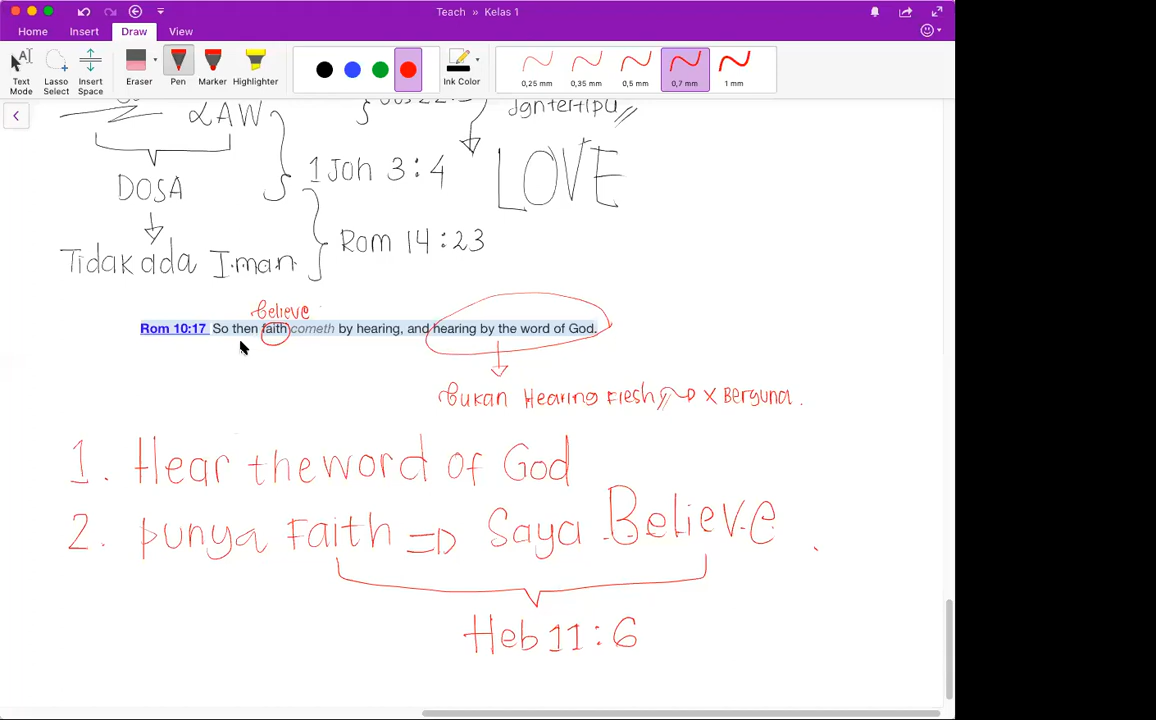 Teach » Kelas 1
Home Insert Draw View
Text Mode
Lasso Select
Insert Space
Eraser
Pen
Marker
Highlighter
Ink Color
0,25 mm
0,35 mm
0,5 mm
0,7 mm
1 mm
LAW
DOSA
1 Joh 3:4
LOVE
Tidak ada Iman
Rom 14:23
believe
Rom 10:17 So then faith cometh by hearing, and hearing by the word of God.
Bukan Hearing Flesh x Berguna.
1. Hear the word of God
2. punya Faith => Saya Believe.
Heb 11:6